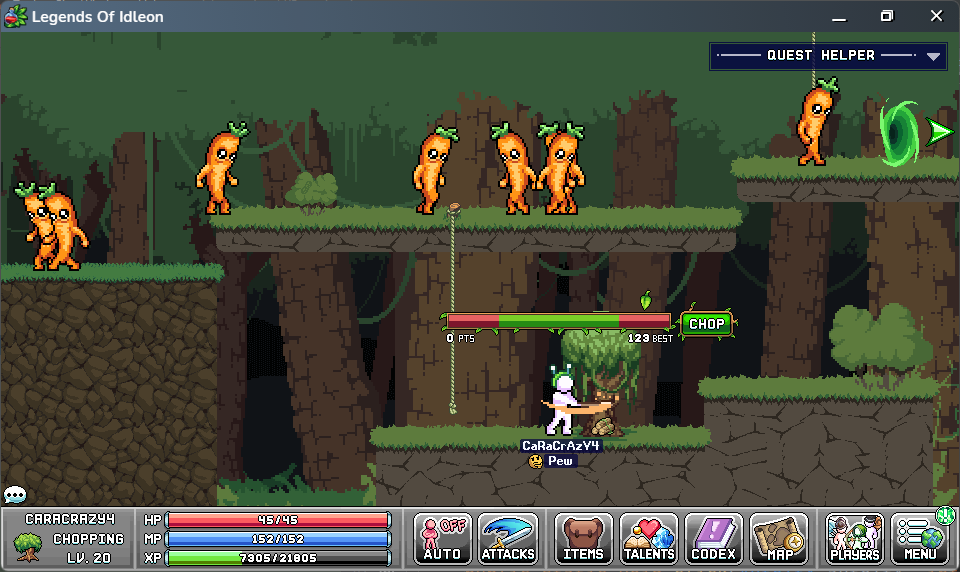 Legends Of Idleon
QUEST HELPER
CHOP
0 PTS
123 BEST
CaRaCrAzY4
Pew
CARACRAZY4
CHOPPING
LV. 20
HP 45/45
MP 152/152
XP 7305/21805
OFF
AUTO
ATTACKS
ITEMS
TALENTS
CODEX
MAP
PLAYERS
MENU